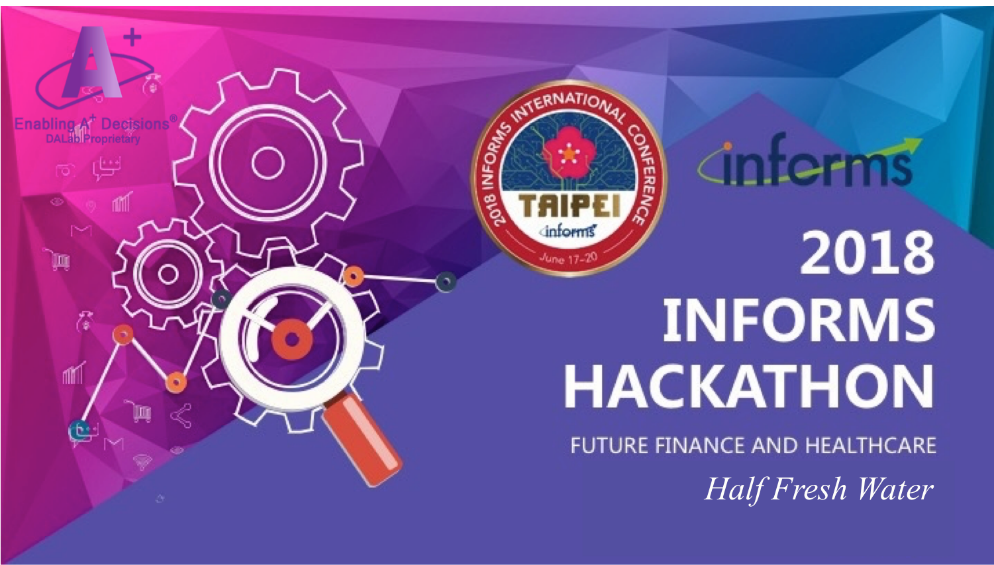 A+
Enabling A+ Decisions®
DALab Proprietary
2018 INFORMS INTERNATIONAL CONFERENCE
TAIPEI
informs
June 17-20
informs
2018
INFORMS
HACKATHON
FUTURE FINANCE AND HEALTHCARE
Half Fresh Water